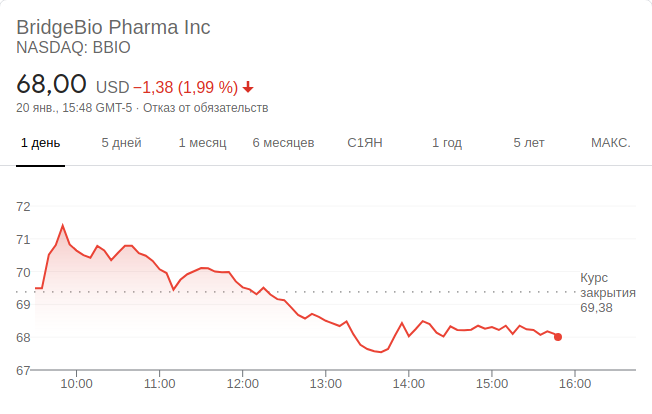 BridgeBio Pharma Inc
NASDAQ: BBIO
68,00 USD −1,38 (1,99 %)
20 янв., 15:48 GMT-5 · Отказ от обязательств
1 день 5 дней 1 месяц 6 месяцев С1ЯН 1 год 5 лет МАКС.
72
71
70
69
68
67
Курс
закрытия
69,38
10:00 11:00 12:00 13:00 14:00 15:00 16:00